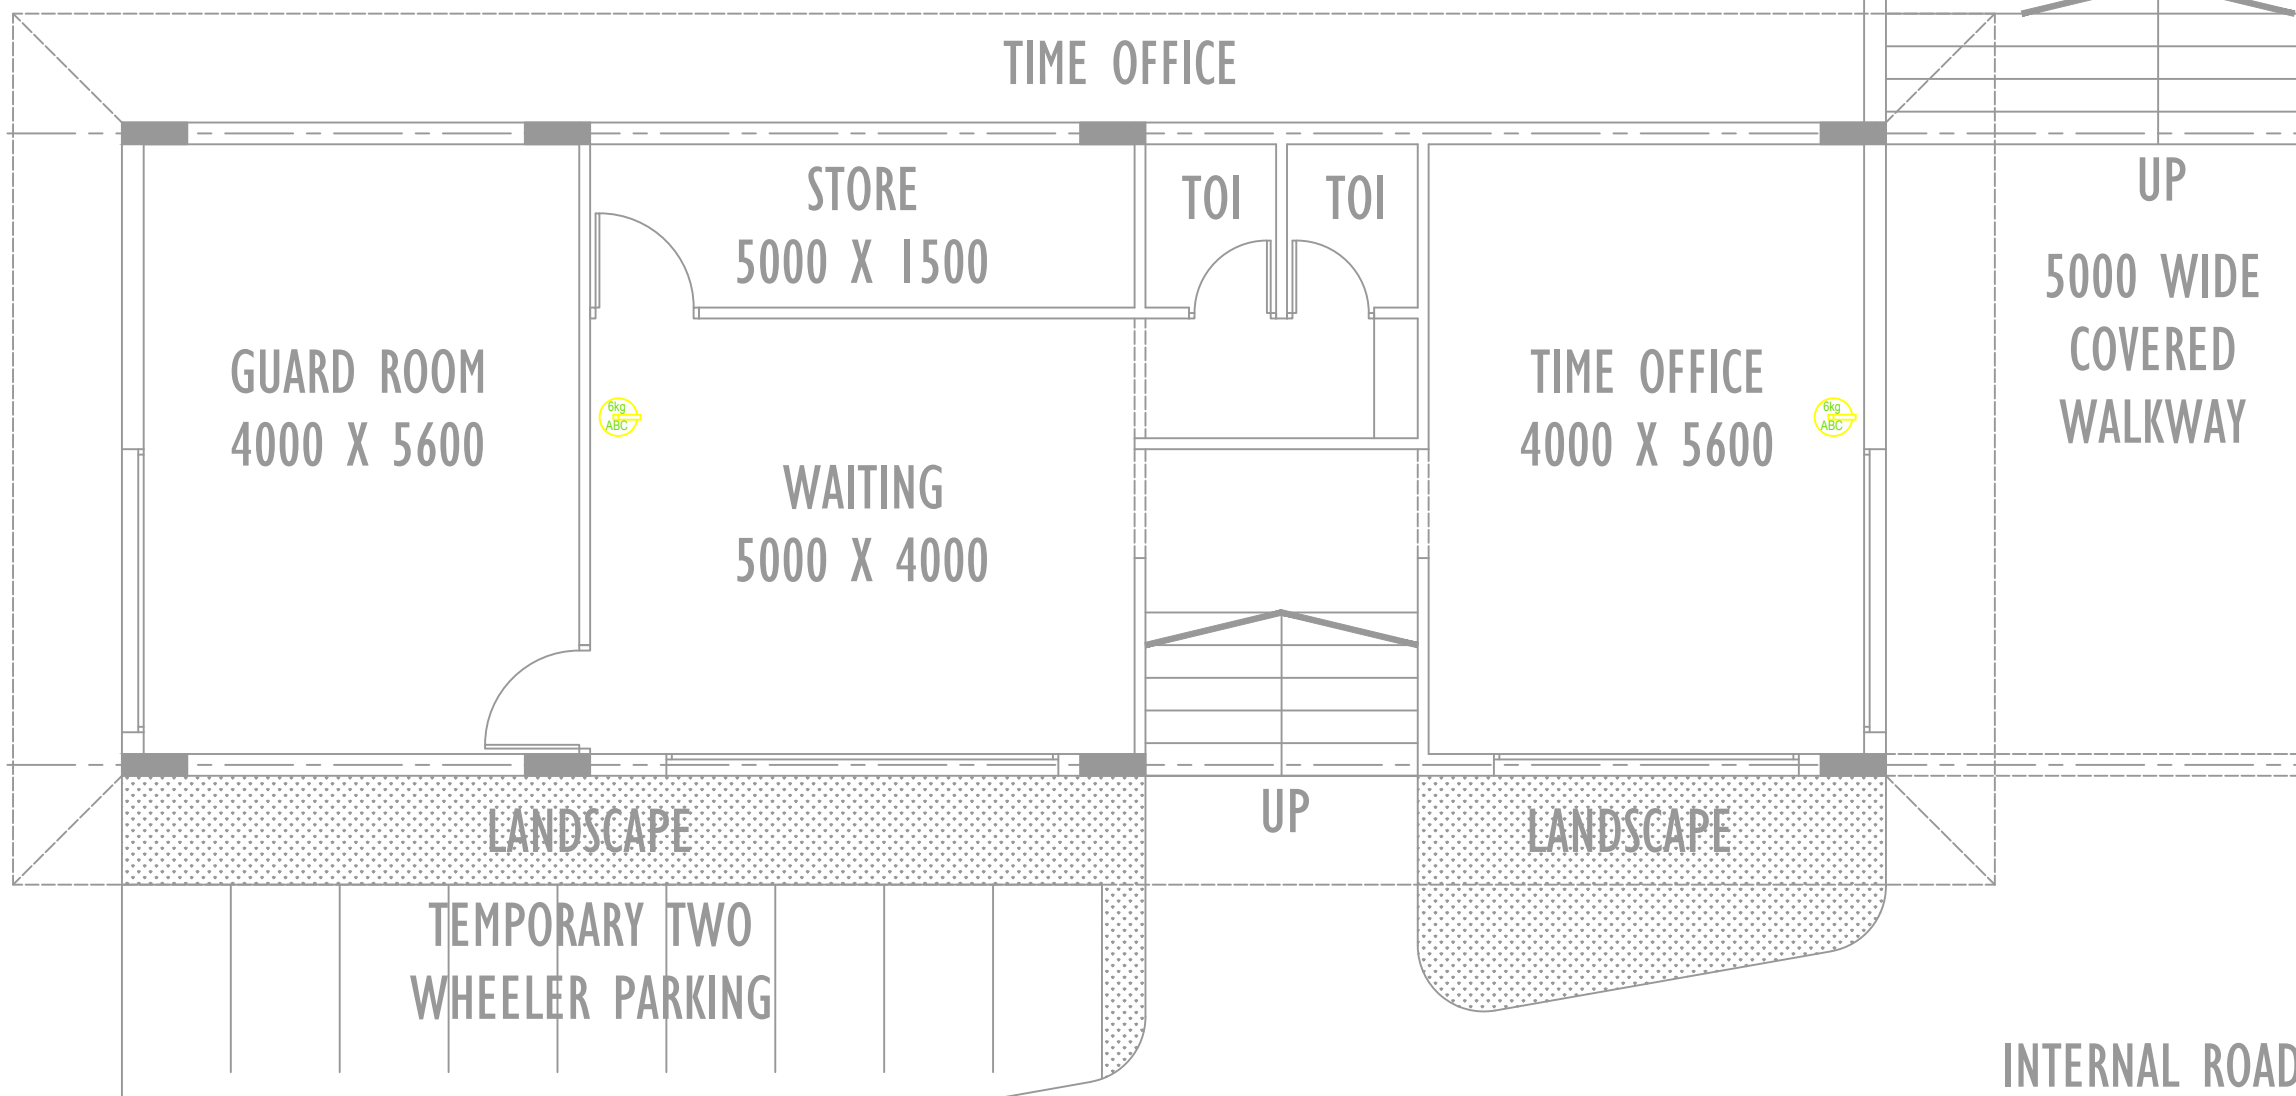 TIME OFFICE
STORE
5000 X 1500
TOI
TOI
UP
5000 WIDE
COVERED
WALKWAY
GUARD ROOM
4000 X 5600
6kg
ABC
WAITING
5000 X 4000
TIME OFFICE
4000 X 5600
6kg
ABC
LANDSCAPE
UP
LANDSCAPE
TEMPORARY TWO
WHEELER PARKING
INTERNAL ROAD